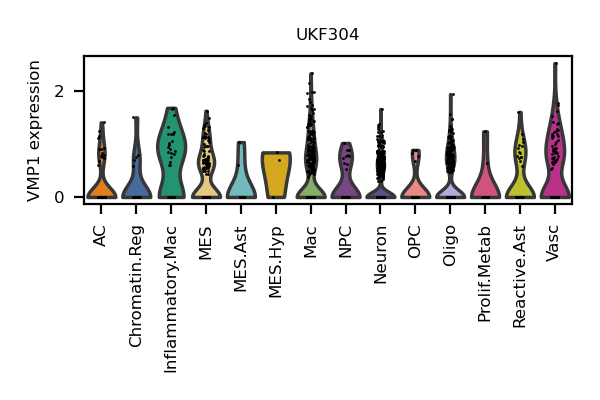 UKF304
VMP1 expression
2
0
AC
Chromatin.Reg
Inflammatory.Mac
MES
MES.Ast
MES.Hyp
Mac
NPC
Neuron
OPC
Oligo
Prolif.Metab
Reactive.Ast
Vasc